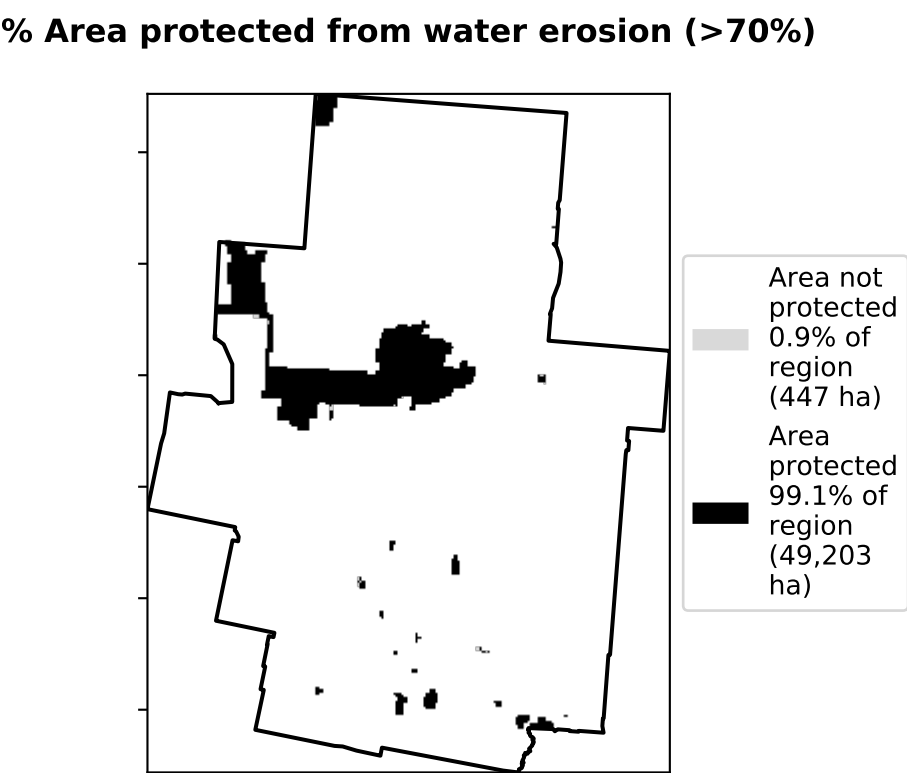 % Area protected from water erosion (>70%)
Area not
protected
0.9% of
region
(447 ha)
Area
protected
99.1% of
region
(49,203
ha)